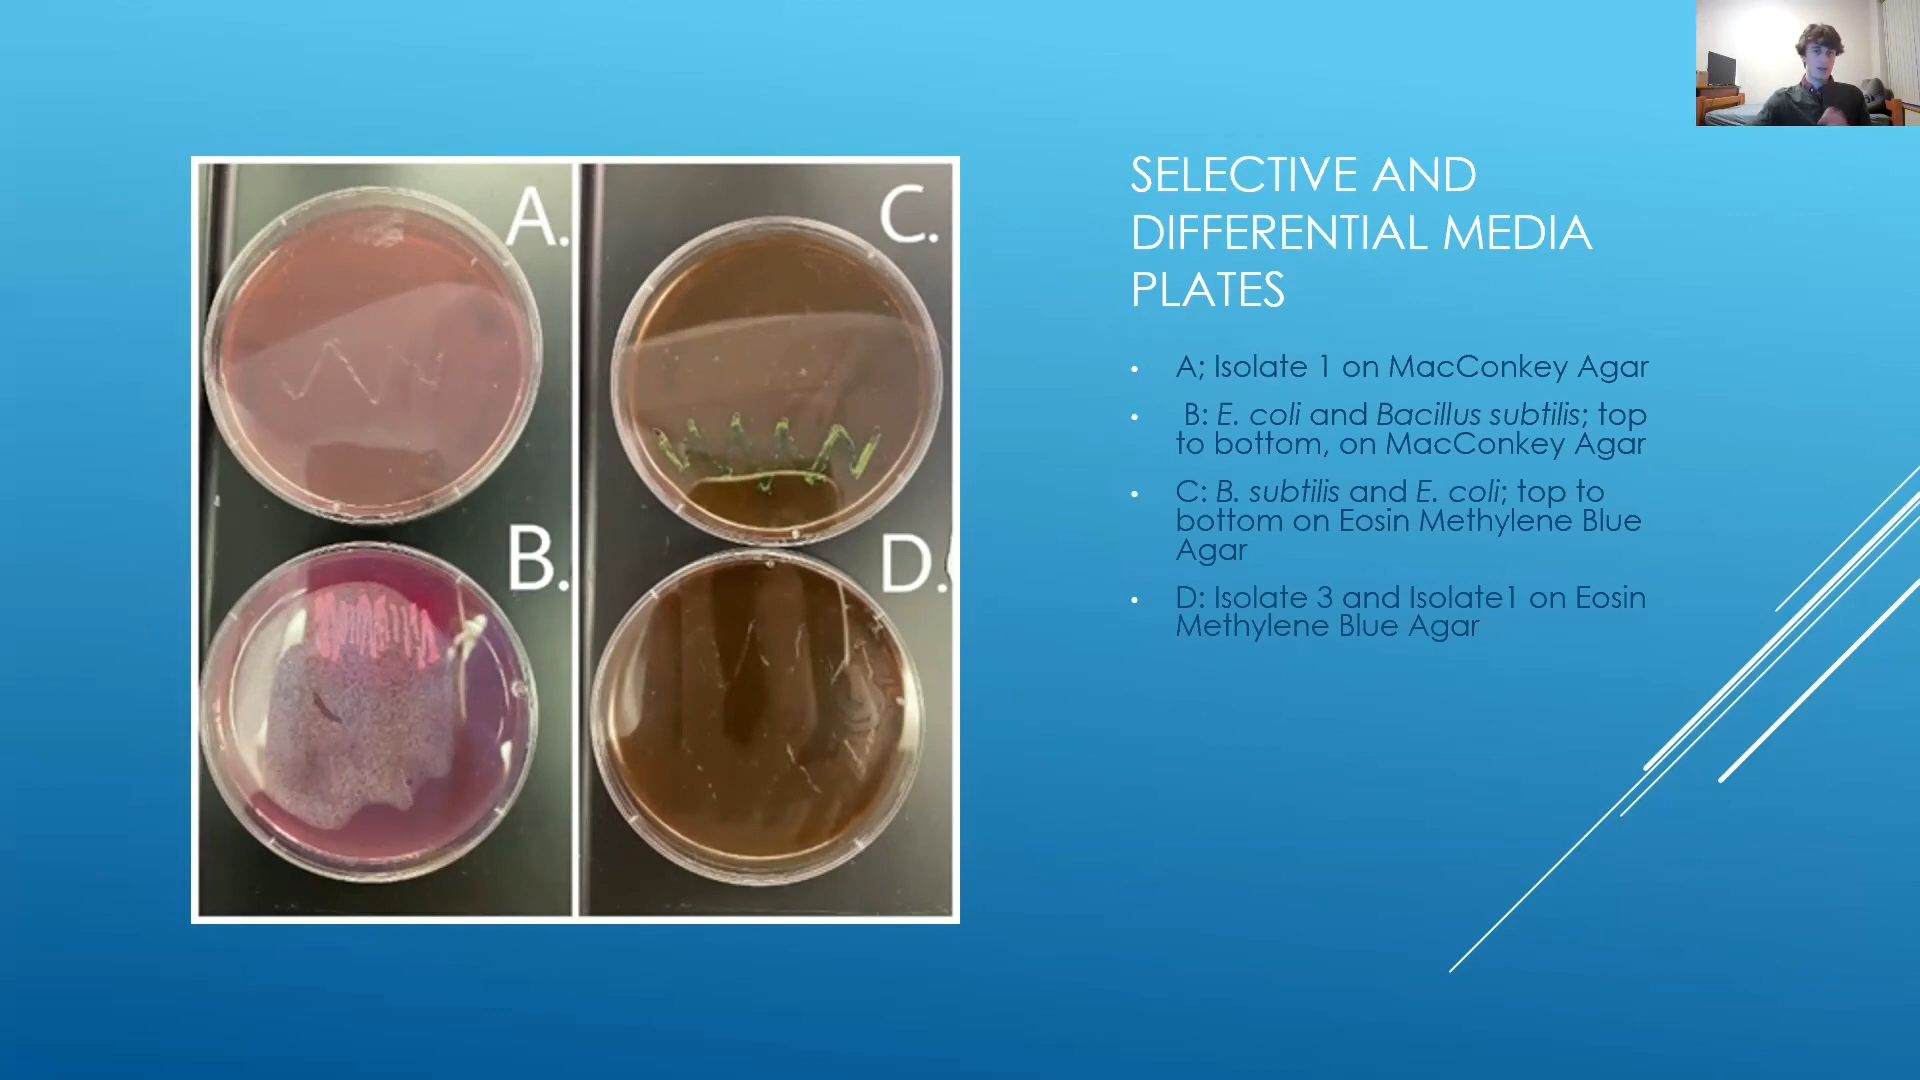 A.
C.
B.
D.
SELECTIVE AND
DIFFERENTIAL MEDIA
PLATES
A; Isolate 1 on MacConkey Agar
B: E. coli and Bacillus subtilis; top
to bottom, on MacConkey Agar
C: B. subtilis and E. coli; top to
bottom on Eosin Methylene Blue
Agar
D: Isolate 3 and Isolate1 on Eosin
Methylene Blue Agar